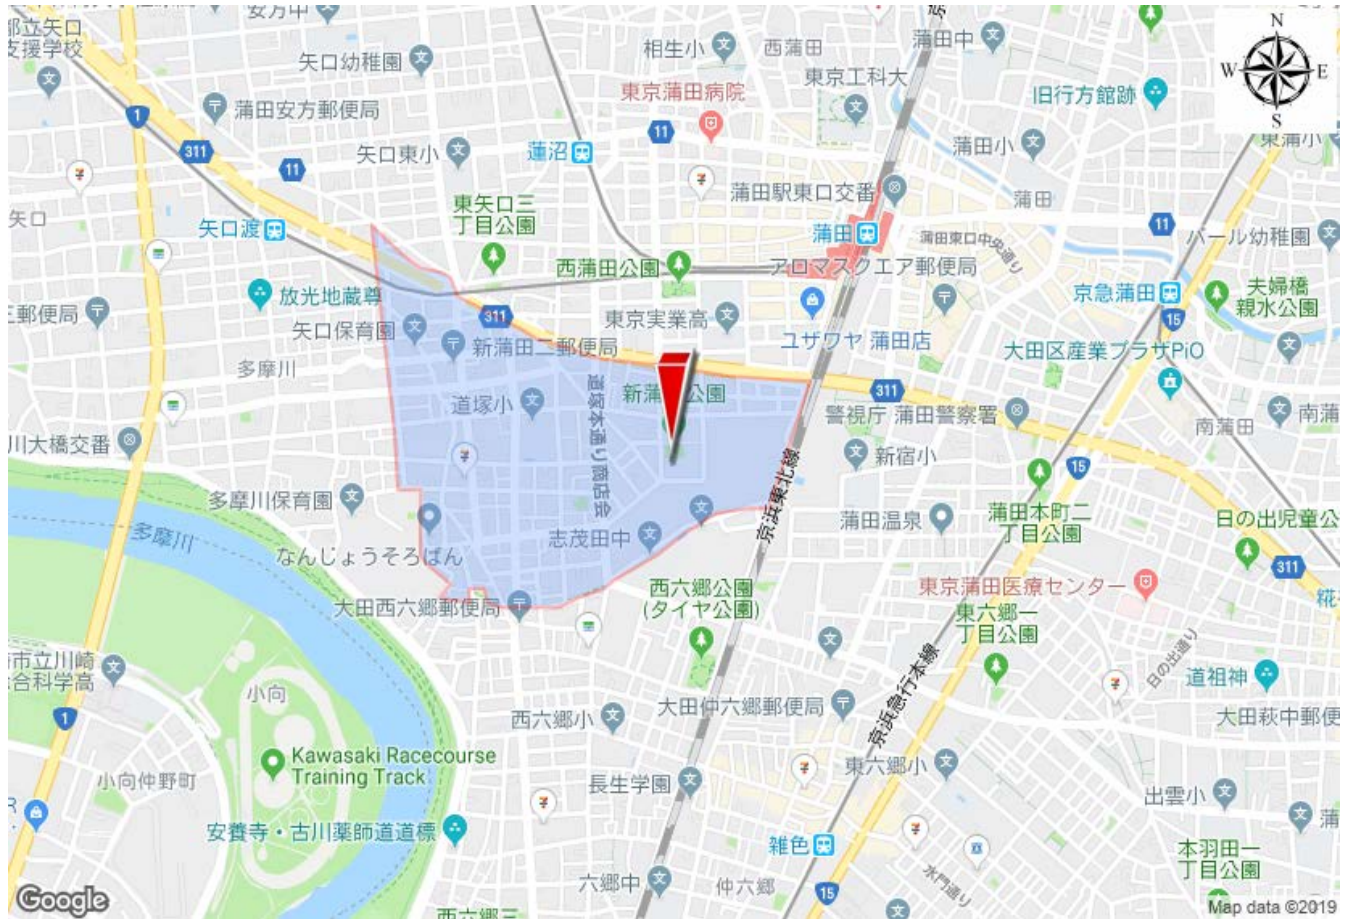 安方中
都立矢口
支援学校
矢口幼稚園
相生小
西蒲田
蒲田中
東京工科大
東京蒲田病院
旧行方館跡
N
W
E
S
1
蒲田安方郵便局
311
11
矢口東小
蓮沼
11
蒲田小
東蒲小
矢口
矢口渡
東矢口三
丁目公園
蒲田駅東口交番
蒲田
蒲田
蒲田東口中央通り
11
パール幼稚園
西蒲田公園
アロマスクエア郵便局
京急蒲田
夫婦橋
親水公園
放光地蔵尊
三郵便局
矢口保育園
311
東京実業高
ユザワヤ 蒲田店
15
大田区産業プラザPiO
新蒲田二郵便局
多摩川
道塚小
道塚本通り商店会
公園
311
警視庁 蒲田警察署
南蒲田
南蒲
川大橋交番
京浜東北線
新宿小
15
多摩川保育園
多摩川
なんじょうそろばん
志茂田中
蒲田温泉
蒲田本町二
丁目公園
日の出児童公
311
大田西六郷郵便局
西六郷公園
(タイヤ公園)
東京蒲田医療センター
東六郷一
丁目公園
糀
市立川崎
総合科学高
小向
日の出通り
道祖神
1
西六郷小
大田仲六郷郵便局
京浜急行本線
大田萩中郵便
Kawasaki Racecourse
Training Track
小向仲野町
長生学園
東六郷小
出雲小
安養寺・古川薬師道道標
雑色
蒲
本羽田一
丁目公園
六郷中
仲六郷
15
水門通り
西六郷三
Google
Map data ©2019